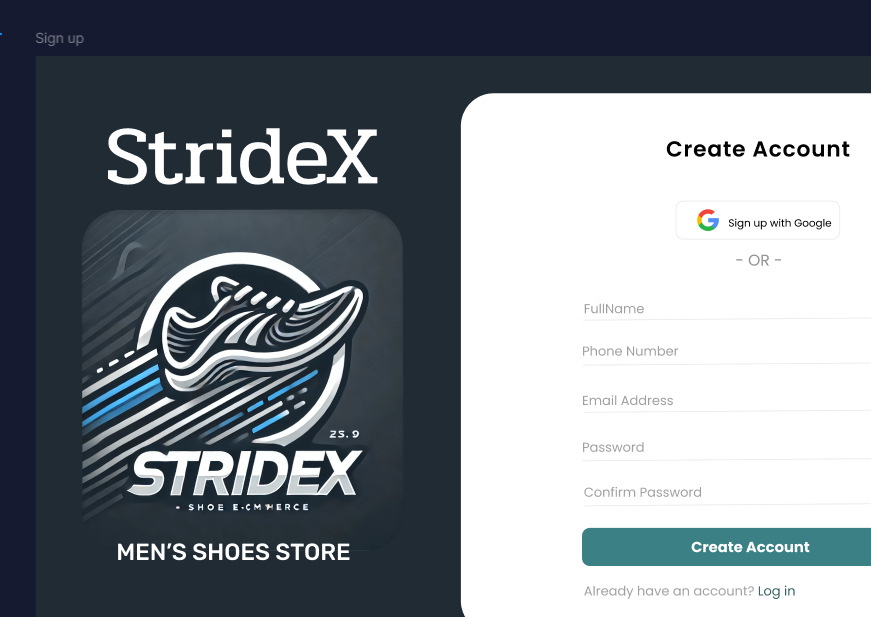 Sign up
StrideX
23.9
STRIDEX
- SHOE E-CMMERCE
MEN'S SHOES STORE
Create Account
Sign up with Google
- OR -
FullName
Phone Number
Email Address
Password
Confirm Password
Create Account
Already have an account? Log in